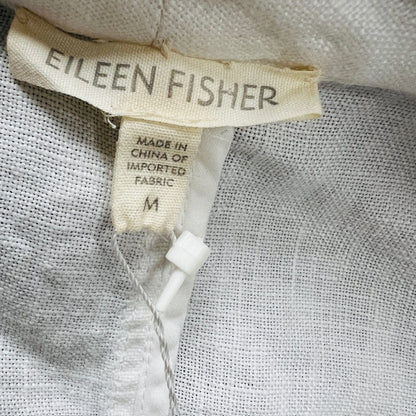 EILEEN FISHER
MADE IN
CHINA OF
IMPORTED
FABRIC
M